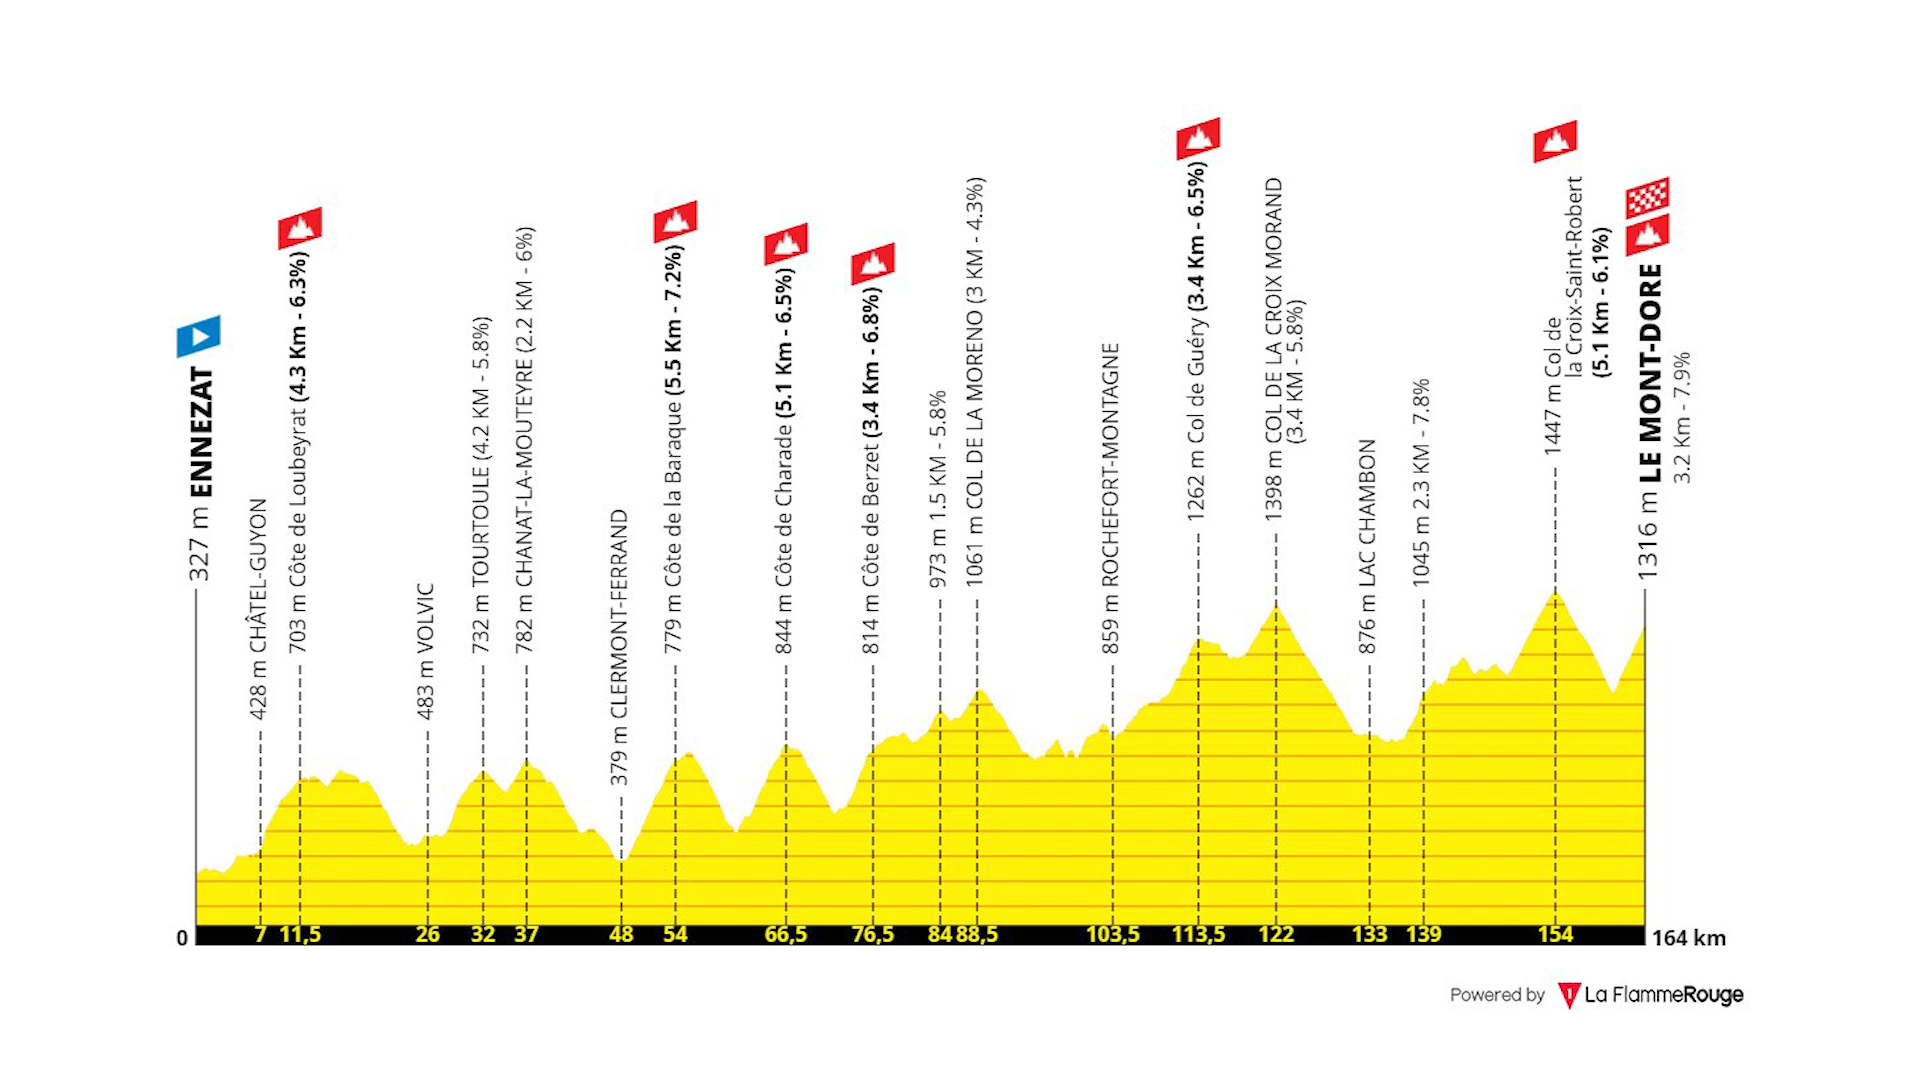 327 m ENNEZAT
428 m CHÂTEL-GUYON
703 m Côte de Loubeyrat (4.3 Km - 6.3%)
483 m VOLVIC
732 m TOURTOULE (4.2 KM - 5.8%)
782 m CHANAT-LA-MOUTEYRE (2.2 KM - 6%)
379 m CLERMONT-FERRAND
779 m Côte de la Baraque (5.5 Km - 7.2%)
844 m Côte de Charade (5.1 Km - 6.5%)
814 m Côte de Berzet (3.4 Km - 6.8%)
973 m 1.5 KM - 5.8%
1061 m COL DE LA MORENO (3 KM - 4.3%)
859 m ROCHEFORT-MONTAGNE
1262 m Col de Guéry (3.4 Km - 6.5%)
1398 m COL DE LA CROIX MORAND
(3.4 KM - 5.8%)
876 m LAC CHAMBON
1045 m 2.3 KM - 7.8%
1447 m Col de
la Croix-Saint-Robert
(5.1 Km - 6.1%)
1316 m LE MONT-DORE
3.2 Km - 7.9%
0 7 11,5 26 32 37 48 54 66,5 76,5 84 88,5 103,5 113,5 122 133 139 154 164 km
Powered by La FlammeRouge